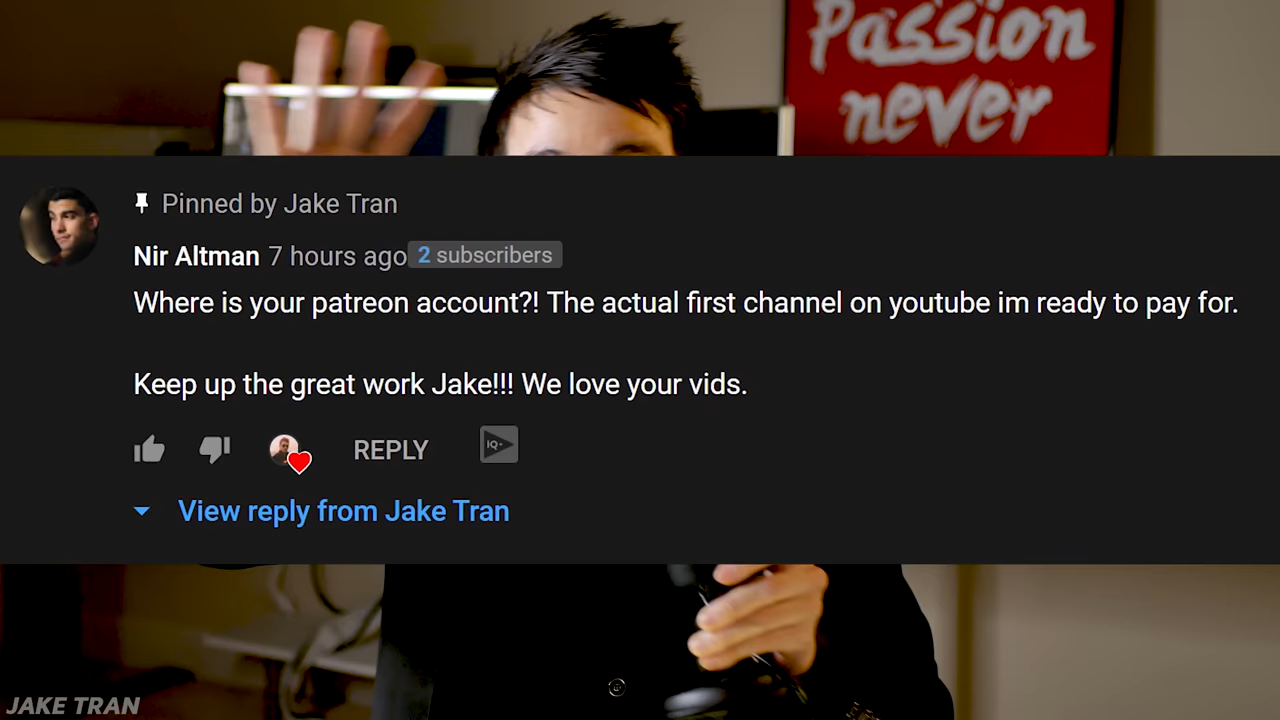 Passion
never
Pinned by Jake Tran
Nir Altman 7 hours ago 2 subscribers
Where is your patreon account?! The actual first channel on youtube im ready to pay for.
Keep up the great work Jake!!! We love your vids.
REPLY
IQ+
View reply from Jake Tran
JAKE TRAN